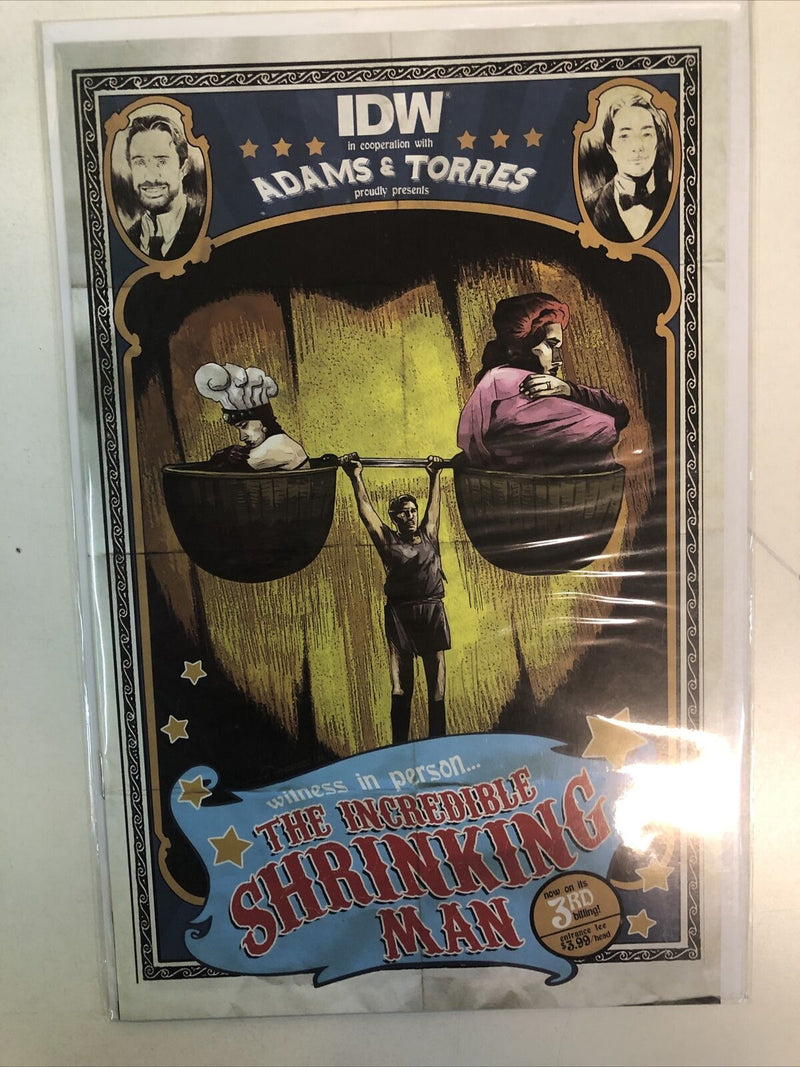 IDW®
in cooperation with
ADAMS & TORRES
proudly presents
witness in person...
THE INCREDIBLE
SHRINKING
MAN
now on its
3RD
billing!
entrance fee
$3.99/head